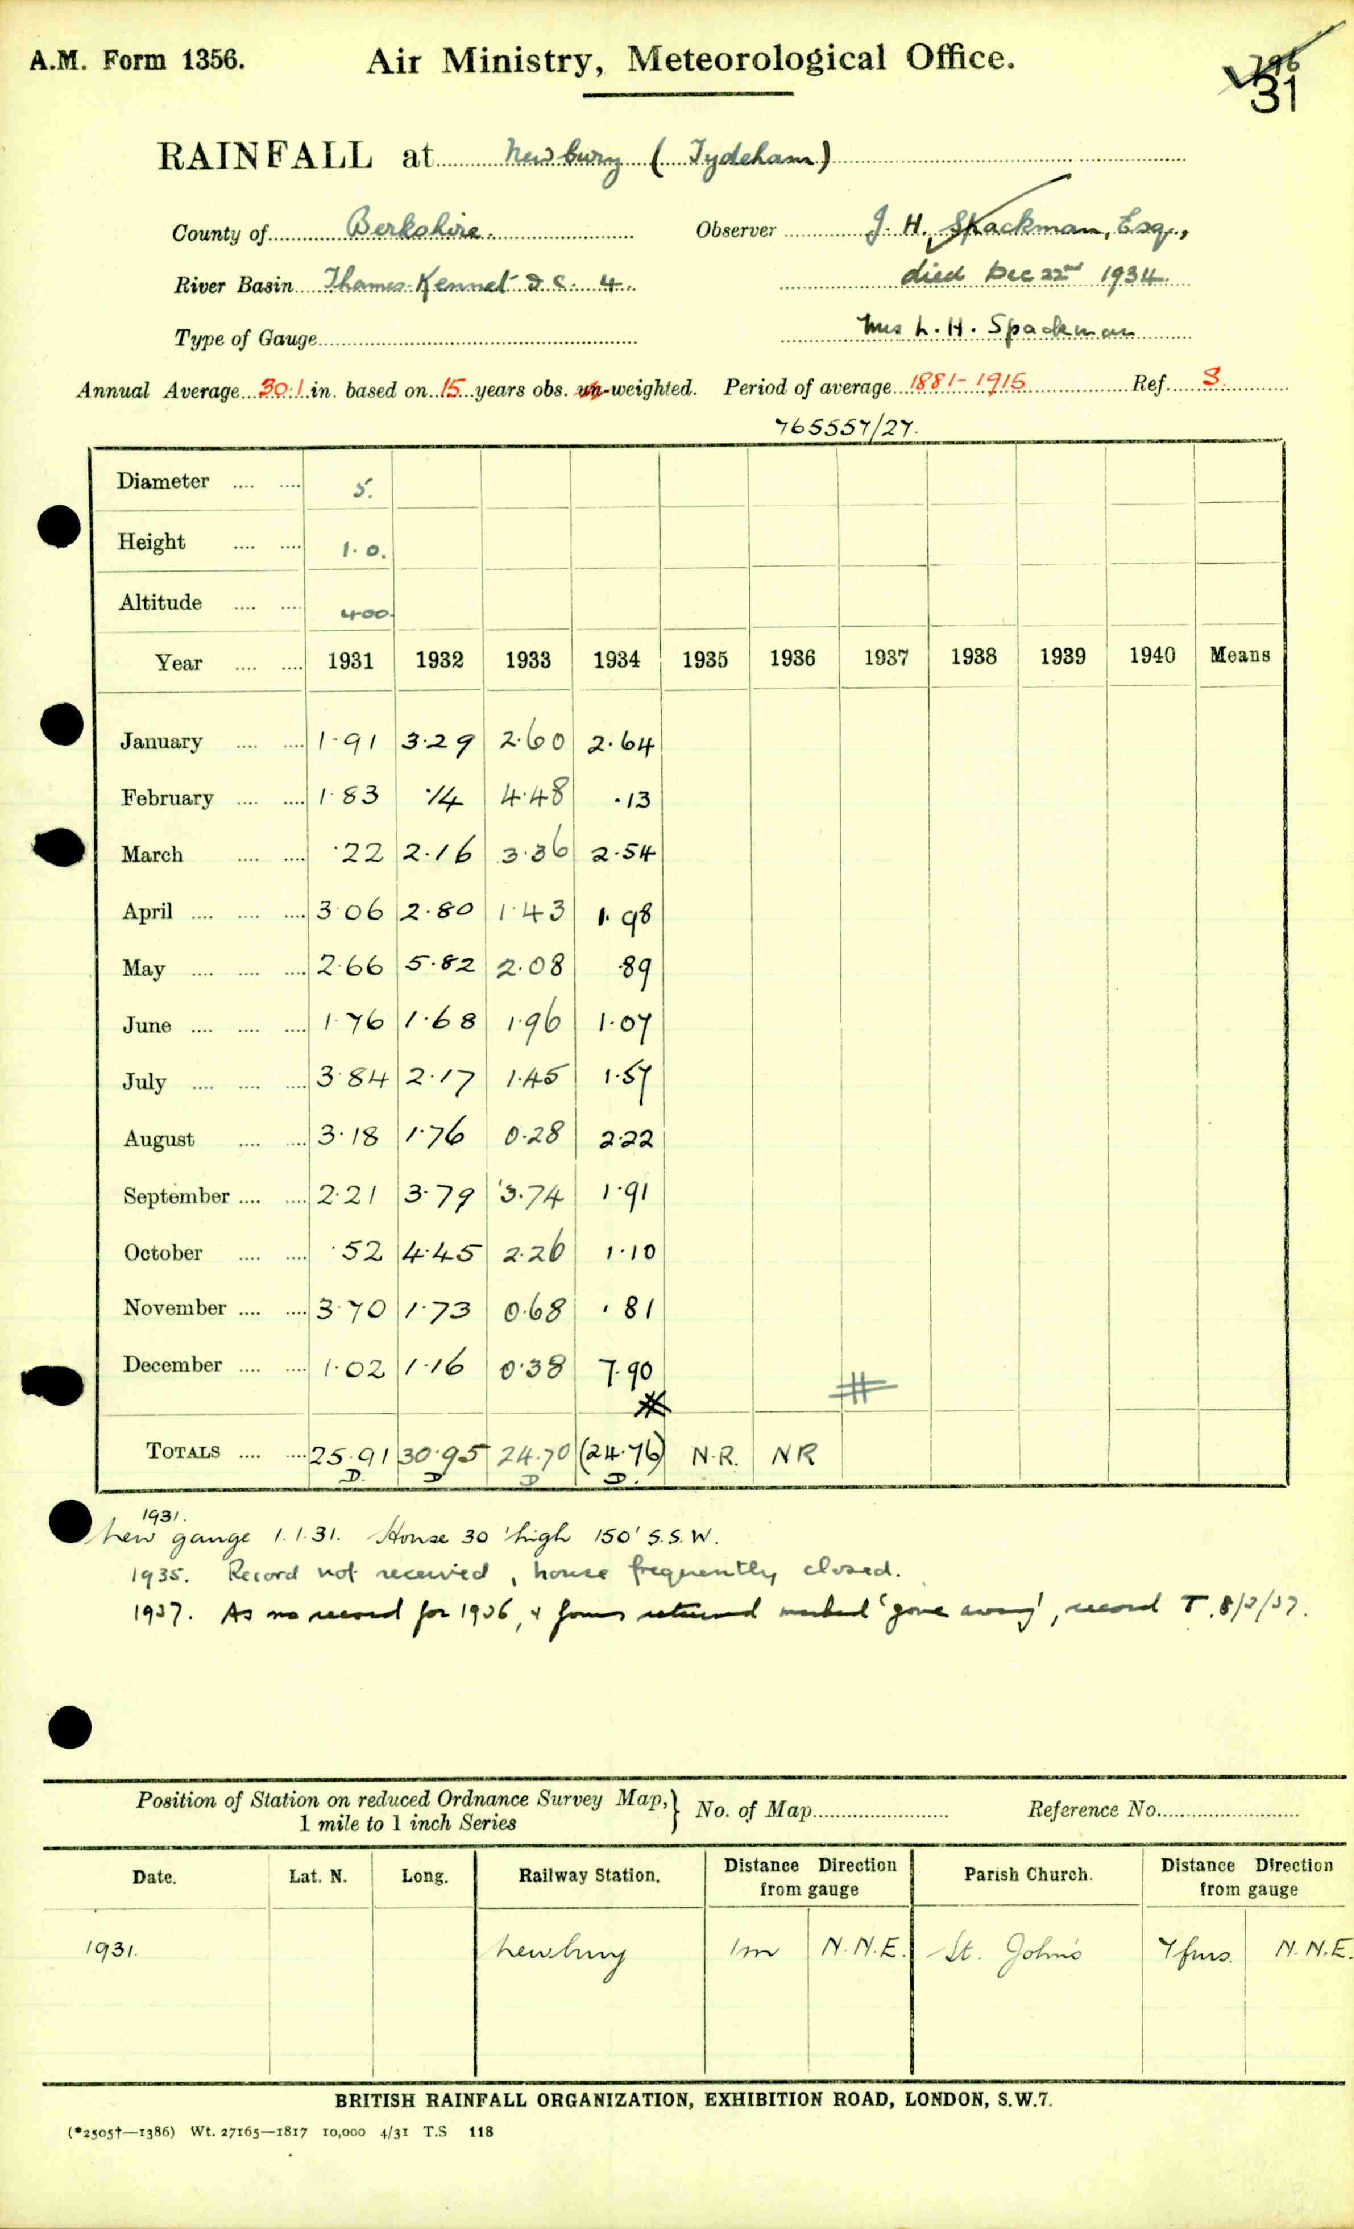 A.M. Form 1356. Air Ministry, Meteorological Office. 796
31
RAINFALL at Newbury (Tydeham)
County of Berkshire. Observer J. H. Spackman, Esq.,
River Basin Thames-Kennet D.C. 4. died Dec 22nd 1934.
Type of Gauge Mrs L. H. Spackman
Annual Average 30.1 in. based on 15 years obs. un-weighted. Period of average 1881-1915 Ref. S
765557/27.
Diameter .... .... 5.
Height .... .... 1.0.
Altitude .... .... 400.
Year .... .... 1931 1932 1933 1934 1935 1936 1937 1938 1939 1940 Means
January .... .... 1.91 3.29 2.60 2.64
February .... .... 1.83 .14 4.48 .13
March .... .... .22 2.16 3.36 2.54
April .... .... .... 3.06 2.80 1.43 1.98
May .... .... .... 2.66 5.82 2.08 .89
June .... .... .... 1.76 1.68 1.96 1.07
July .... .... .... 3.84 2.17 1.45 1.57
August .... .... 3.18 1.76 0.28 2.22
September .... .... 2.21 3.79 3.74 1.91
October .... .... .52 4.45 2.26 1.10
November .... .... 3.70 1.73 0.68 .81
December .... .... 1.02 1.16 0.38 7.90
TOTALS .... .... 25.91 30.95 24.70 (24.76) N.R. NR
D. D D D.
1931.
New gauge 1.1.31. House 30' high 150' S.S.W.
1935. Record not received, house frequently closed.
1937. As no record for 1936, & forms returned marked 'gone away', record T. 8/2/37.
Position of Station on reduced Ordnance Survey Map, } No. of Map Reference No.
1 mile to 1 inch Series
Date. Lat. N. Long. Railway Station. Distance Direction from gauge Parish Church. Distance Direction from gauge
1931. Newbury 1m N.N.E. St. John's 7 furs. N.N.E.
BRITISH RAINFALL ORGANIZATION, EXHIBITION ROAD, LONDON, S.W.7.
(*2505†—1386) Wt. 27165—1817 10,000 4/31 T.S 118